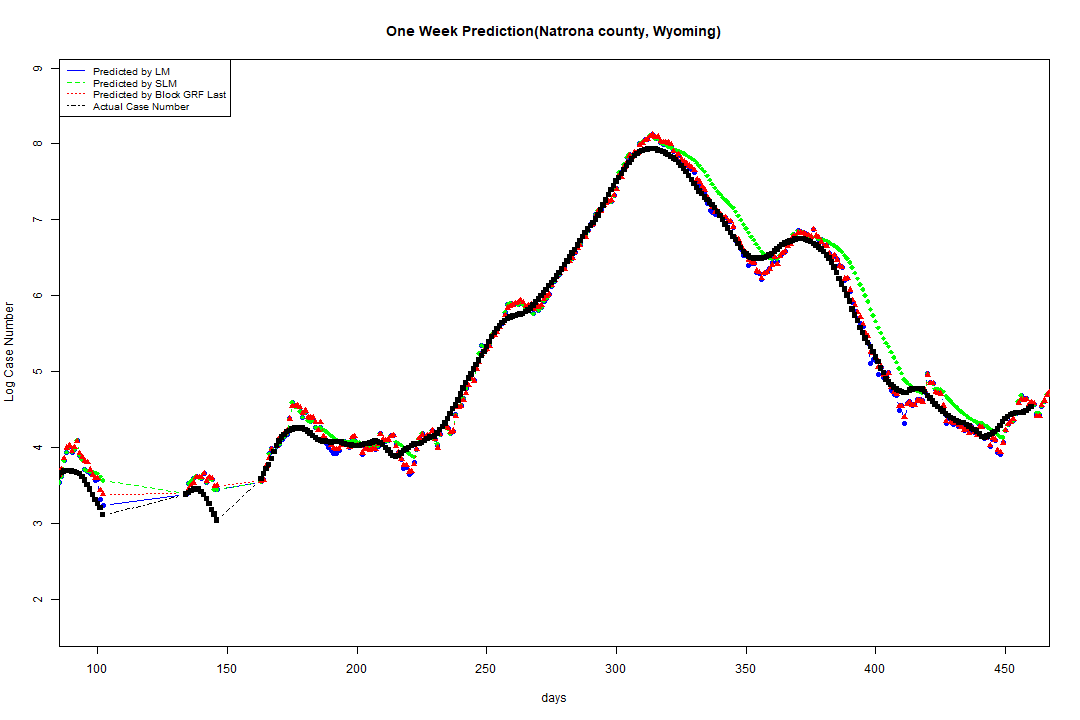 One Week Prediction(Natrona county, Wyoming)
Predicted by LM
Predicted by SLM
Predicted by Block GRF Last
Actual Case Number
Log Case Number
9
8
7
6
5
4
3
2
100 150 200 250 300 350 400 450
days